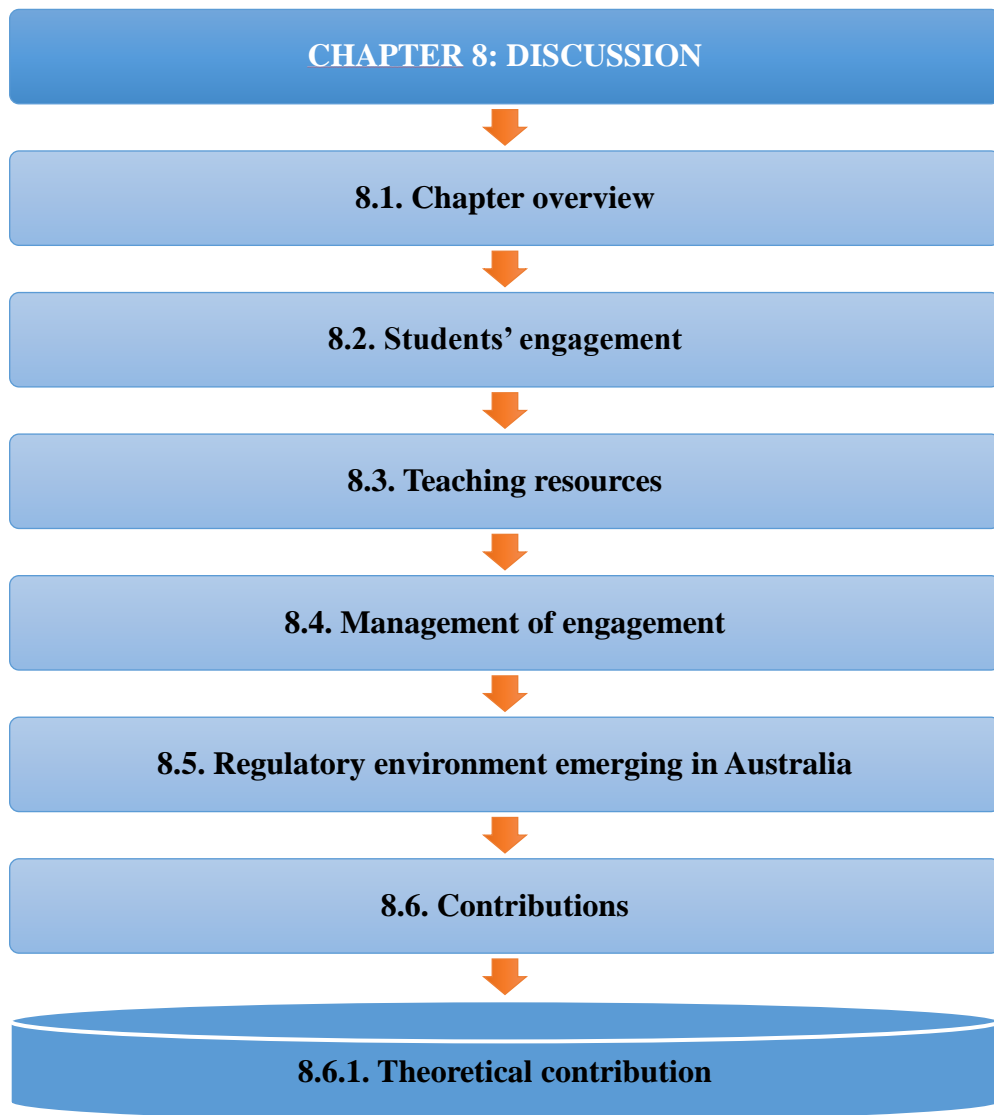 CHAPTER 8: DISCUSSION
8.1. Chapter overview
8.2. Students’ engagement
8.3. Teaching resources
8.4. Management of engagement
8.5. Regulatory environment emerging in Australia
8.6. Contributions
8.6.1. Theoretical contribution